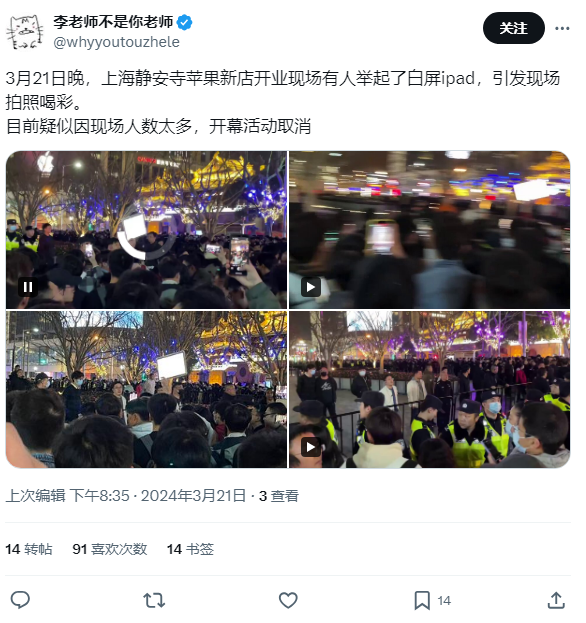 李老师不是你老师
@whyyoutouzhele
关注
3月21日晚，上海静安寺苹果新店开业现场有人举起了白屏ipad，引发现场
拍照喝彩。
目前疑似因现场人数太多，开幕活动取消
上次编辑 下午8:35 · 2024年3月21日 · 3 查看
14 转帖 91 喜欢次数 14 书签
14